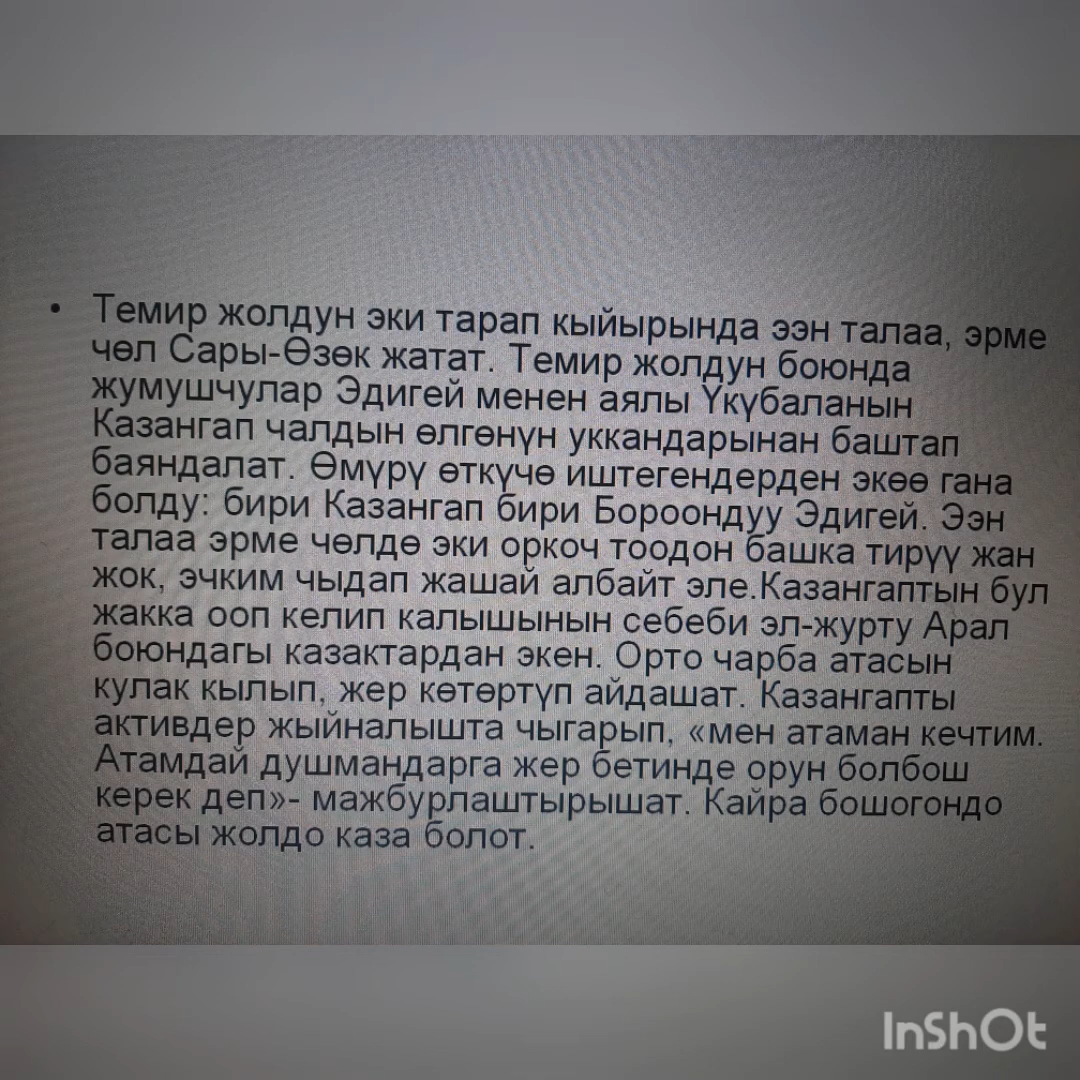 • Темир жолдун эки тарап кыйырында ээн талаа, эрме
чөл Сары-Өзөк жатат. Темир жолдун боюнда
жумушчулар Эдигей менен аялы Үкүбаланын
Казангап чалдын өлгөнүн уккандарынан баштап
баяндалат. Өмүрү өткүчө иштегендерден экөө гана
болду: бири Казангап бири Бороондуу Эдигей. Ээн
талаа эрме чөлдө эки оркоч тоодон башка тирүү жан
жок, эчким чыдап жашай албайт эле.Казангаптын бул
жакка ооп келип калышынын себеби эл-журту Арал
боюндагы казактардан экен. Орто чарба атасын
кулак кылып, жер көтөртүп айдашат. Казангапты
активдер жыйналышта чыгарып, «мен атаман кечтим.
Атамдай душмандарга жер бетинде орун болбош
керек деп»- мажбурлаштырышат. Кайра бошогондо
атасы жолдо каза болот.
InShOt